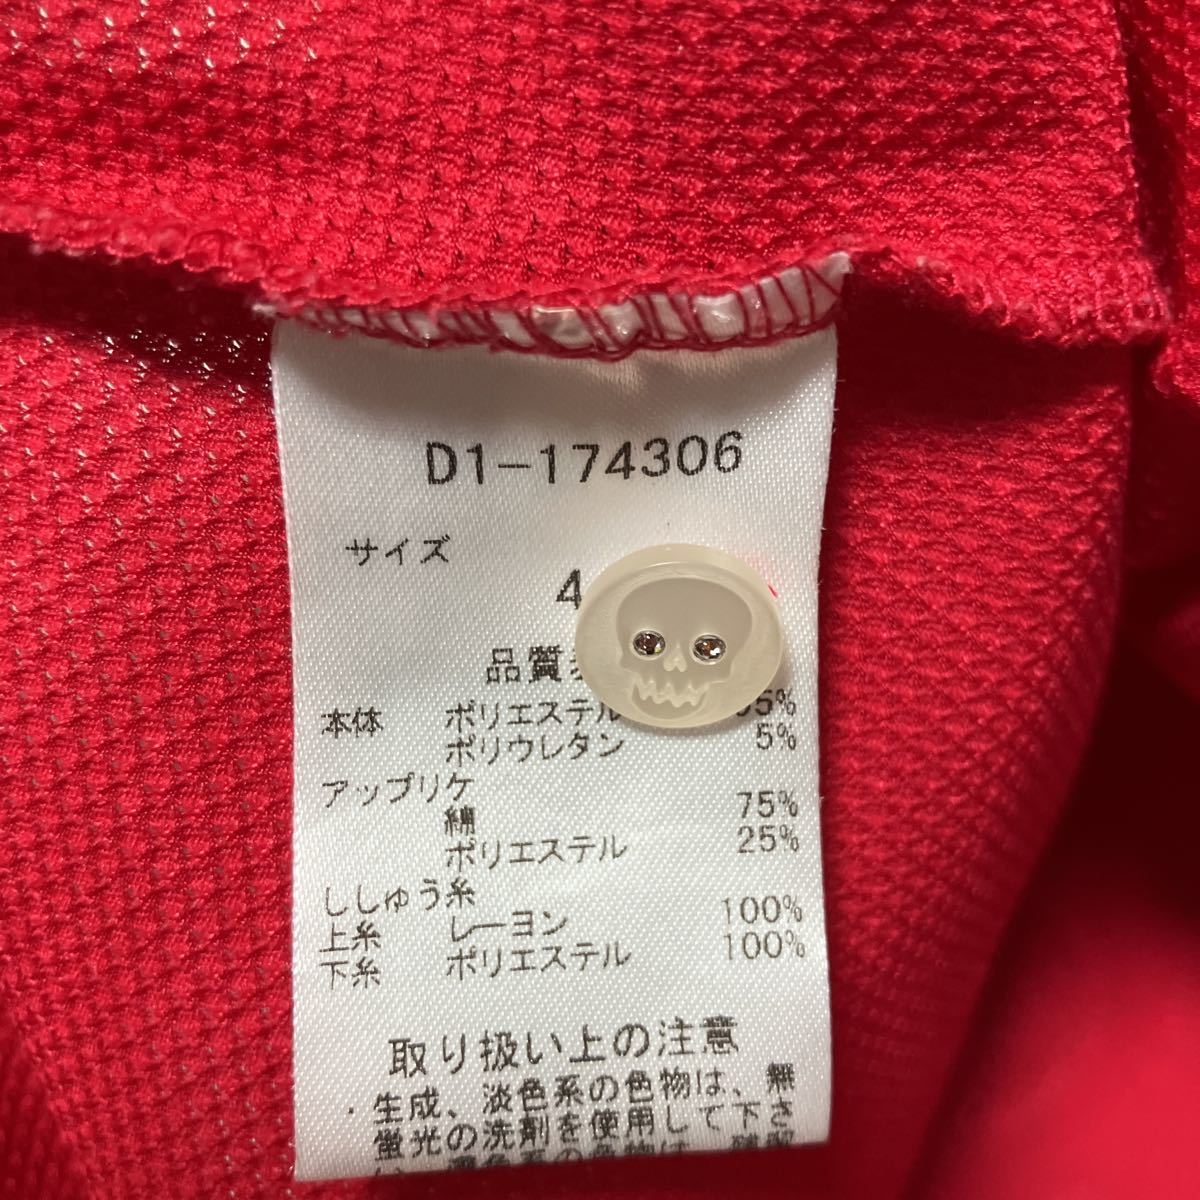 D1-174306
サイズ
4
品質
本体 ポリエステル 5%
ポリウレタン 5%
アップリケ
綿 75%
ポリエステル 25%
ししゅう糸
上糸 レーヨン 100%
下糸 ポリエステル 100%
取り扱い上の注意
生成、淡色系の色物は、無
蛍光の洗剤を使用して下さ